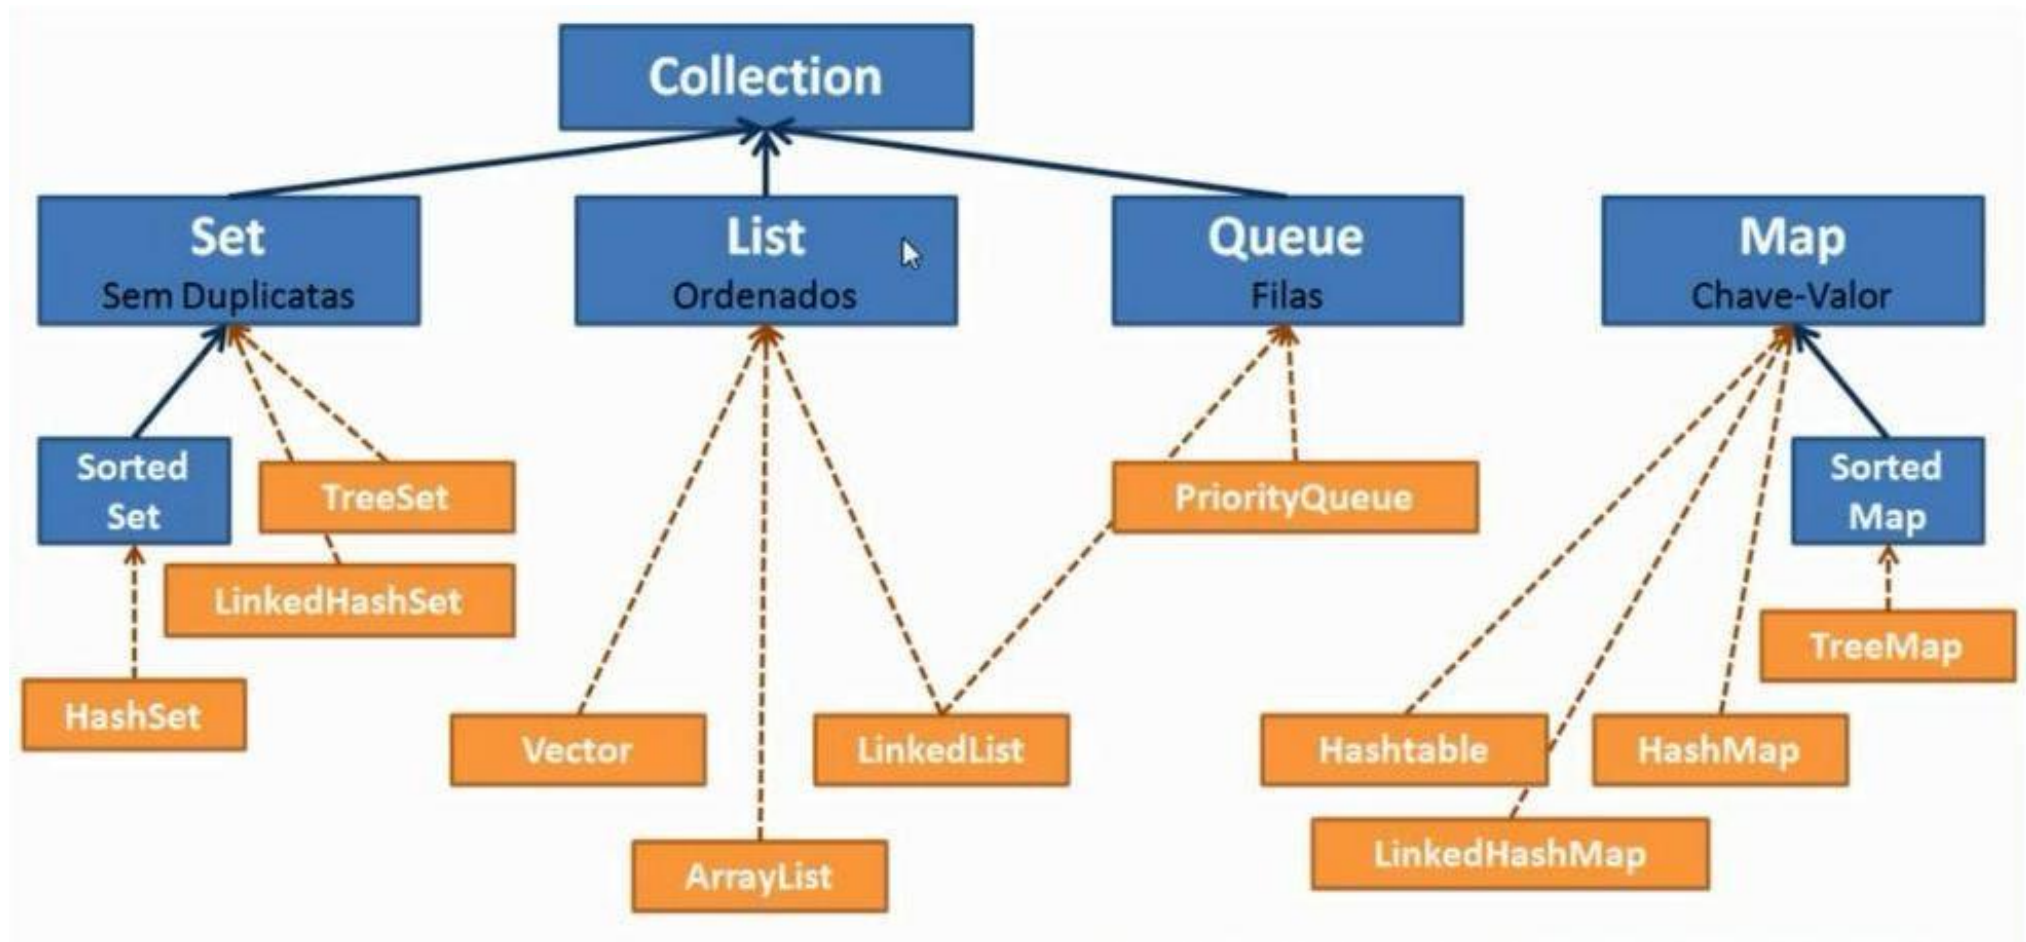 Collection
Set
Sem Duplicatas
List
Ordenados
Queue
Filas
Map
Chave-Valor
Sorted
Set
TreeSet
LinkedHashSet
HashSet
Vector
ArrayList
LinkedList
PriorityQueue
Sorted
Map
TreeMap
Hashtable
HashMap
LinkedHashMap